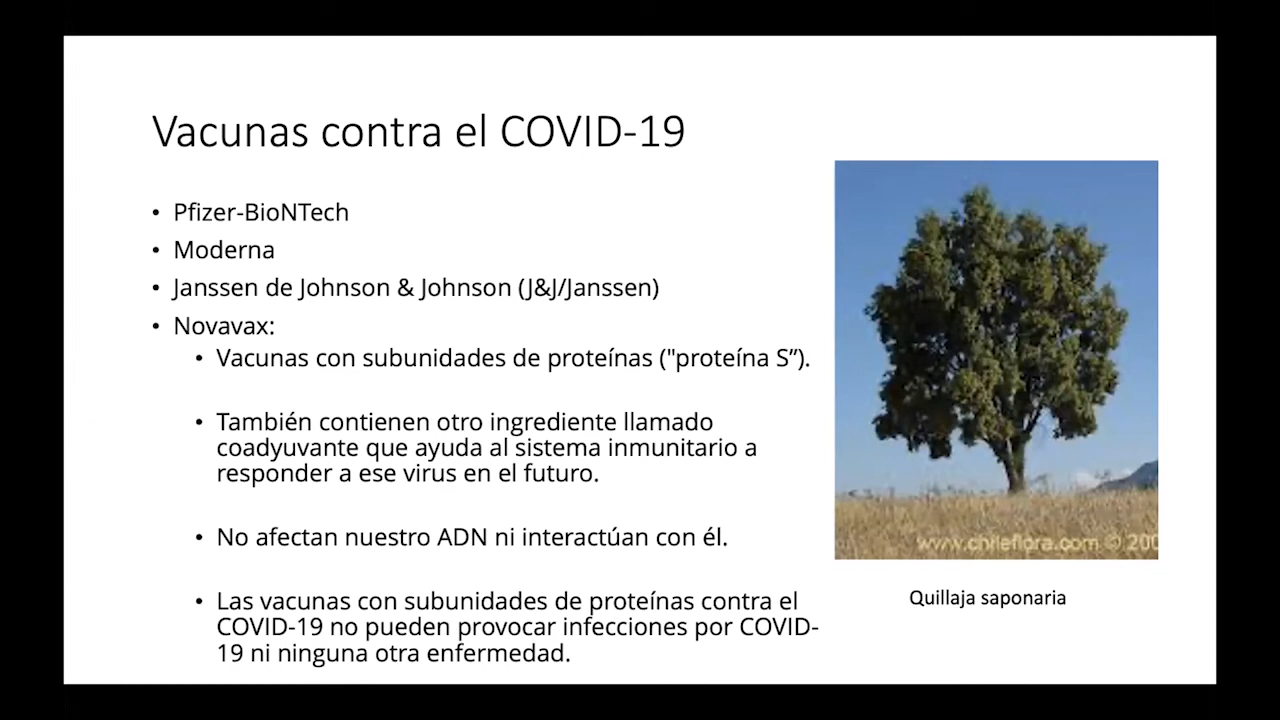 Vacunas contra el COVID-19
• Pfizer-BioNTech
• Moderna
• Janssen de Johnson & Johnson (J&J/Janssen)
• Novavax:
• Vacunas con subunidades de proteínas ("proteína S”).
• También contienen otro ingrediente llamado
coadyuvante que ayuda al sistema inmunitario a
responder a ese virus en el futuro.
• No afectan nuestro ADN ni interactúan con él.
• Las vacunas con subunidades de proteínas contra el
COVID-19 no pueden provocar infecciones por COVID-
19 ni ninguna otra enfermedad.
www.chileflora.com © 200
Quillaja saponaria